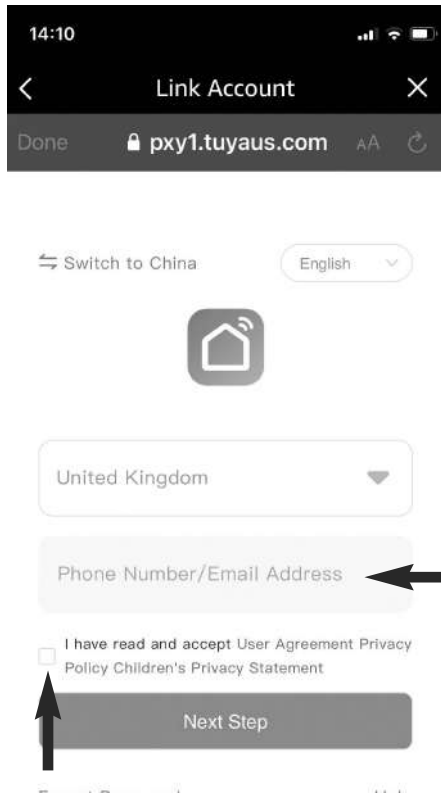 14:10
Link Account
Done pxy1.tuyaus.com AA
Switch to China English
United Kingdom
Phone Number/Email Address
I have read and accept User Agreement Privacy
Policy Children's Privacy Statement
Next Step